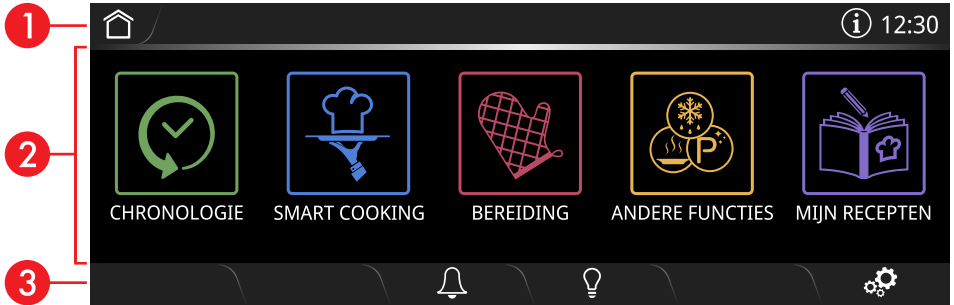 1
12:30
2
CHRONOLOGIE SMART COOKING BEREIDING ANDERE FUNCTIES MIJN RECEPTEN
P
3